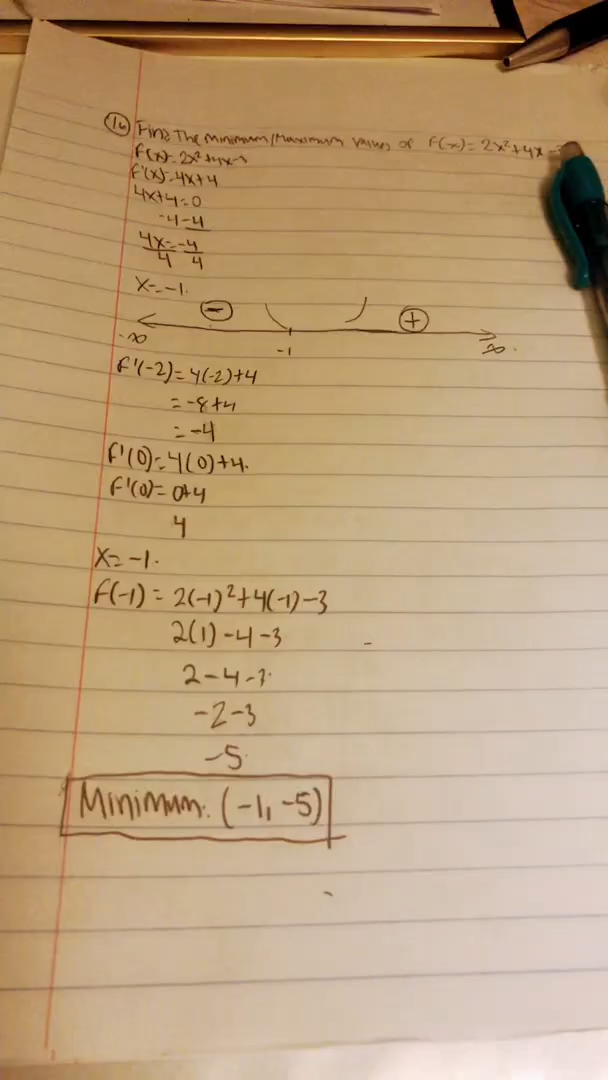 16 Find The Minimum/Maximum values of f(x)=2x²+4x-3
f(x)=2x²+4x-3
f'(x)=4x+4
4x+4=0
-4 -4
4x=-4
4 4
x=-1.
- +
-∞ -1 ∞.
f'(-2)=4(-2)+4
=-8+4
=-4
f'(0)=4(0)+4.
f'(0)=0+4
4
x=-1.
f(-1)=2(-1)²+4(-1)-3
2(1)-4-3
2-4-3
-2-3
-5
Minimum: (-1,-5)